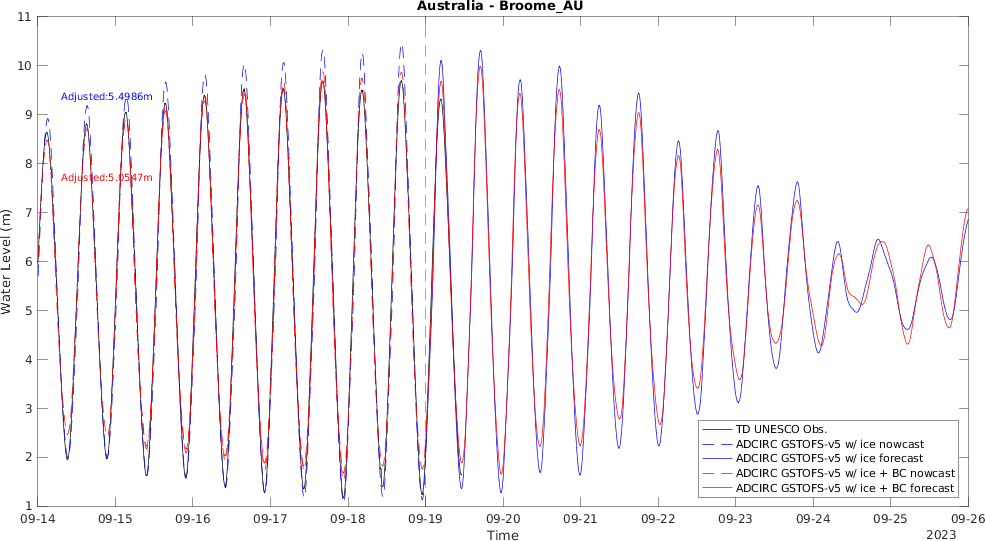 Australia - Broome_AU
11
10
9
8
7
6
5
4
3
2
1
Water Level (m)
Adjusted:5.4986m
Adjusted:5.0547m
TD UNESCO Obs.
ADCIRC GSTOFS-v5 w/ ice nowcast
ADCIRC GSTOFS-v5 w/ ice forecast
ADCIRC GSTOFS-v5 w/ ice + BC nowcast
ADCIRC GSTOFS-v5 w/ ice + BC forecast
09-14 09-15 09-16 09-17 09-18 09-19 09-20 09-21 09-22 09-23 09-24 09-25 09-26
Time
2023